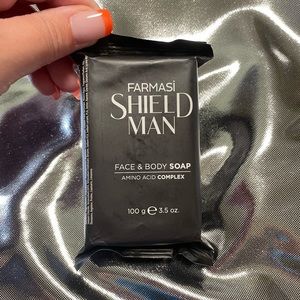 FARMASi
SHIELD
MAN
FACE & BODY SOAP
AMINO ACID COMPLEX
100 g ℮ 3.5 oz.